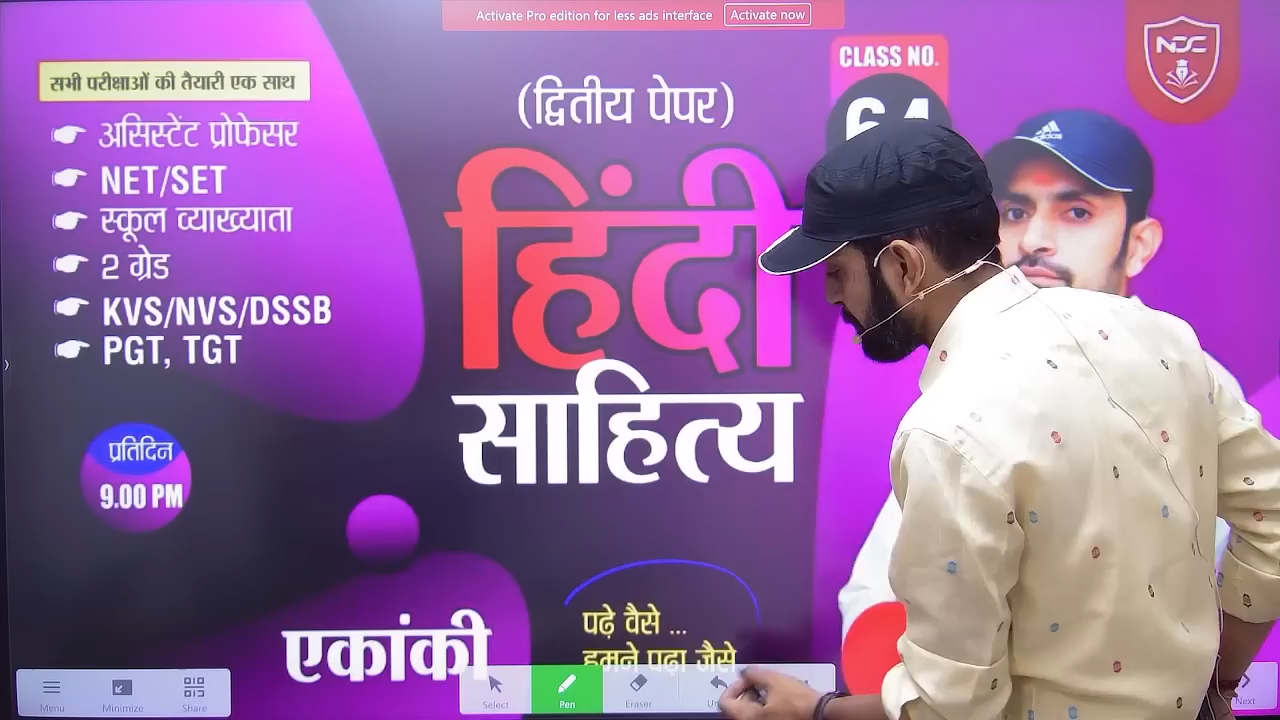 Activate Pro edition for less ads interface Activate now
सभी परीक्षाओं की तैयारी एक साथ
असिस्टेंट प्रोफेसर
NET/SET
स्कूल व्याख्याता
2 ग्रेड
KVS/NVS/DSSB
PGT, TGT
प्रतिदिन
9.00 PM
(द्वितीय पेपर)
हिंदी
साहित्य
एकांकी
पढ़े वैसे ...
हमने पढ़ा जैसे
CLASS NO.
NDC
adidas
Menu
Minimize
Share
Select
Pen
Eraser
Next